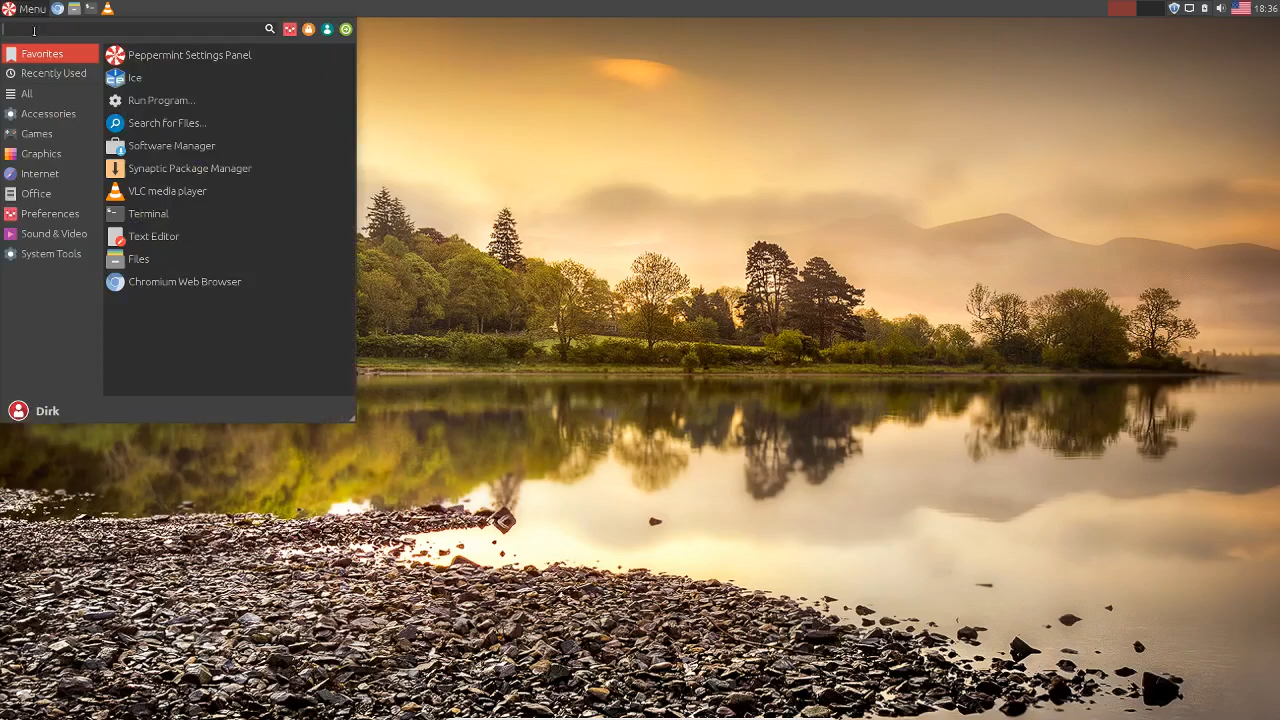 Menu
18:36
Favorites
Recently Used
All
Accessories
Games
Graphics
Internet
Office
Preferences
Sound & Video
System Tools
Peppermint Settings Panel
Ice
Run Program...
Search for Files...
Software Manager
Synaptic Package Manager
VLC media player
Terminal
Text Editor
Files
Chromium Web Browser
Dirk